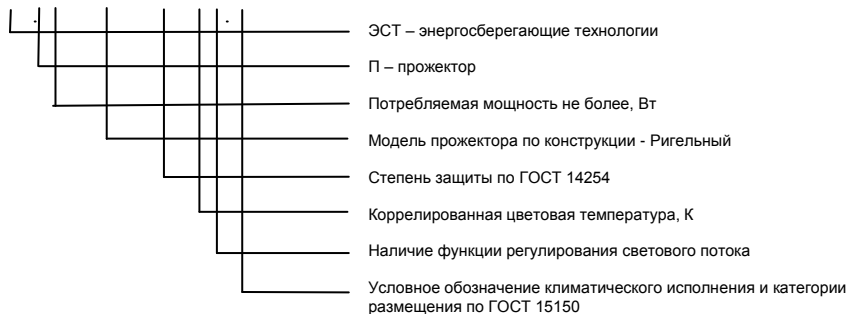 ЭСТ – энергосберегающие технологии
П – прожектор
Потребляемая мощность не более, Вт
Модель прожектора по конструкции - Ригельный
Степень защиты по ГОСТ 14254
Коррелированная цветовая температура, К
Наличие функции регулирования светового потока
Условное обозначение климатического исполнения и категории
размещения по ГОСТ 15150